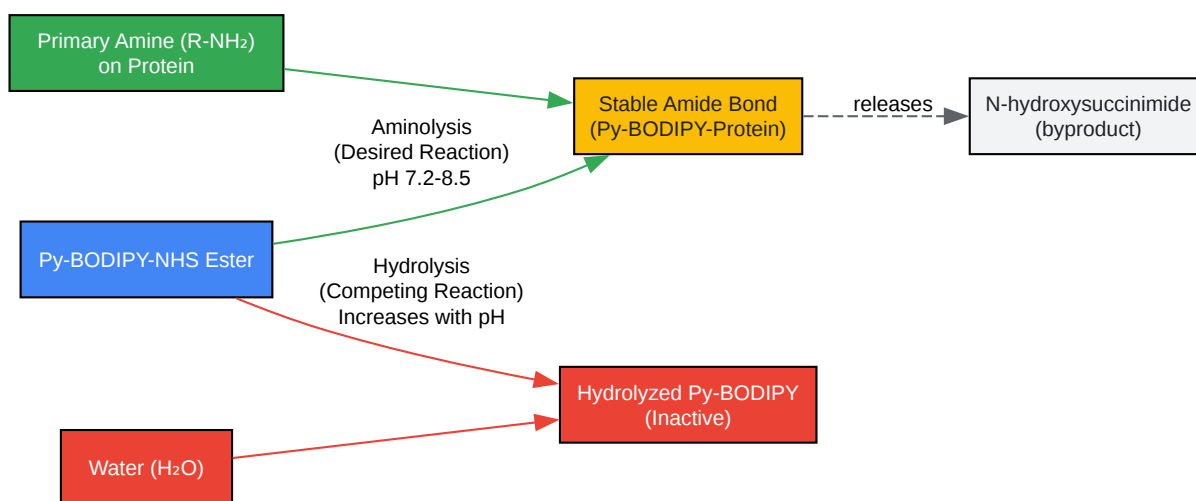 Primary Amine (R-NH₂)
on Protein
Stable Amide Bond
(Py-BODIPY-Protein)
releases
N-hydroxysuccinimide
(byproduct)
Aminolysis
(Desired Reaction)
pH 7.2-8.5
Py-BODIPY-NHS Ester
Hydrolysis
(Competing Reaction)
Increases with pH
Hydrolyzed Py-BODIPY
(Inactive)
Water (H₂O)